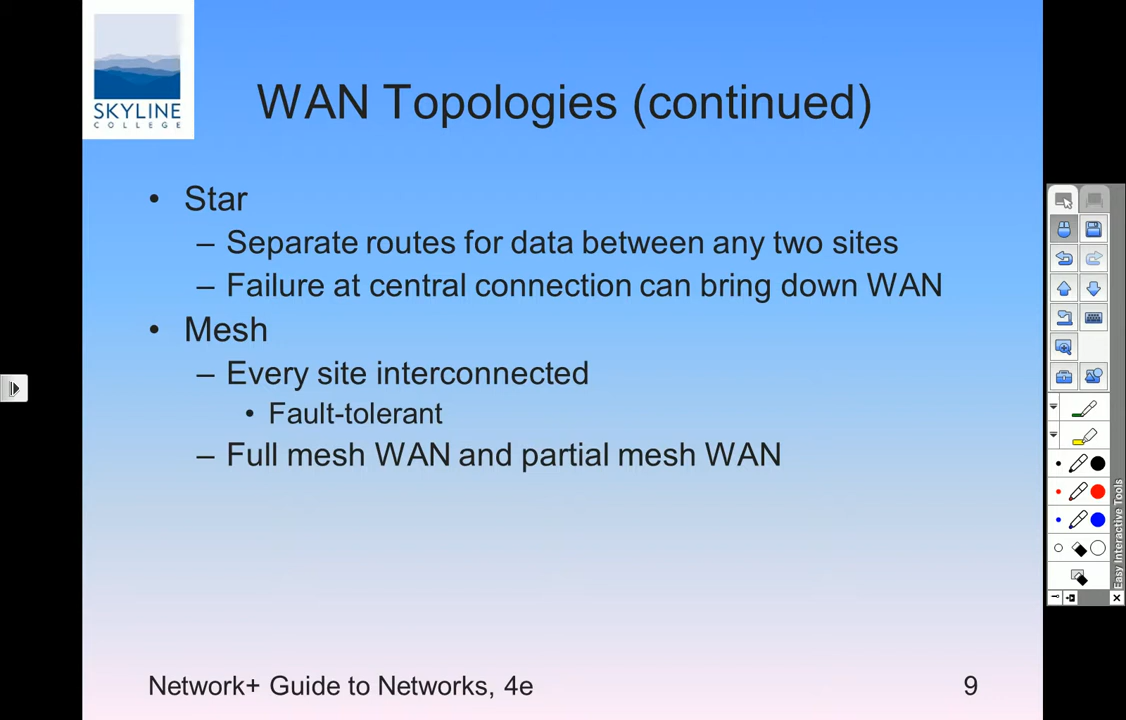 SKYLINE
COLLEGE
WAN Topologies (continued)
• Star
– Separate routes for data between any two sites
– Failure at central connection can bring down WAN
• Mesh
– Every site interconnected
• Fault-tolerant
– Full mesh WAN and partial mesh WAN
Network+ Guide to Networks, 4e
9
Easy Interactive Tools